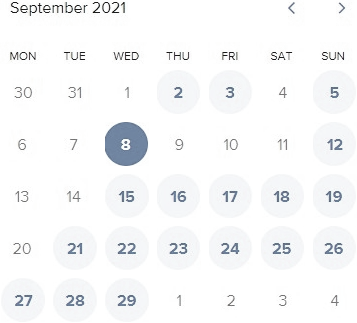 September 2021
MON TUE WED THU FRI SAT SUN
30 31 1 2 3 4 5
6 7 8 9 10 11 12
13 14 15 16 17 18 19
20 21 22 23 24 25 26
27 28 29 1 2 3 4